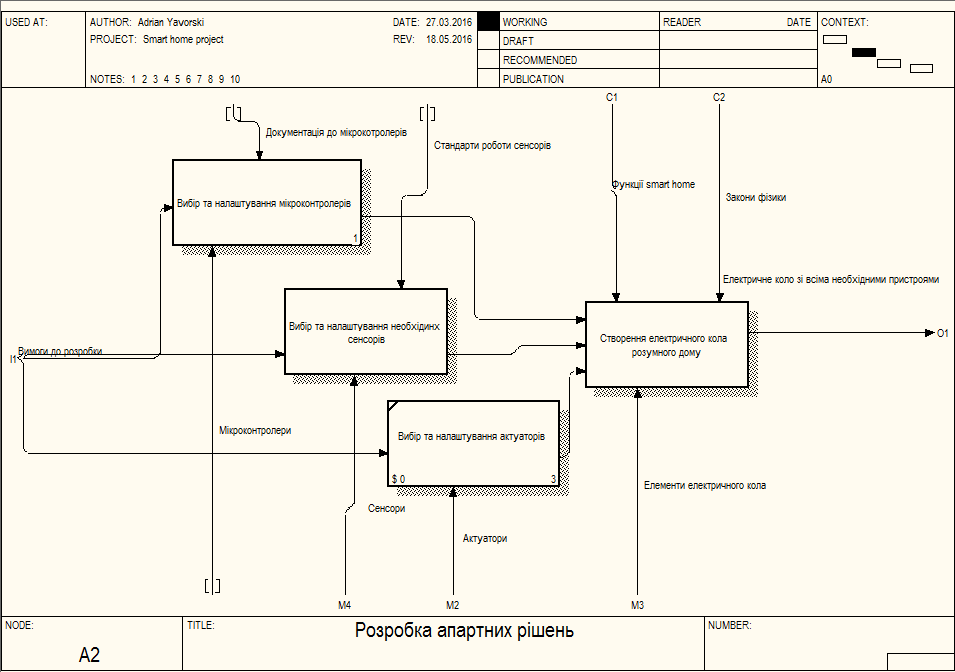 USED AT:
AUTHOR: Adrian Yavorski
DATE: 27.03.2016
WORKING
READER
DATE
CONTEXT:
PROJECT: Smart home project
REV: 18.05.2016
DRAFT
RECOMMENDED
NOTES: 1 2 3 4 5 6 7 8 9 10
PUBLICATION
A0
C1
C2
Документація до мікрокотролерів
Стандарти роботи сенсорів
Функції smart home
Закони фізики
Вибір та налаштування мікроконтролерів
1
Електричне коло зі всіма необхідними пристроями
Вибір та налаштування необхідинх
сенсорів
Створення електричного кола
розумного дому
O1
Вимоги до розробки
I1
Мікроконтролери
Вибір та налаштування актуаторів
$ 0
3
Елементи електричного кола
Сенсори
Актуатори
M4
M2
M3
NODE:
TITLE:
NUMBER:
Розробка апартних рішень
A2